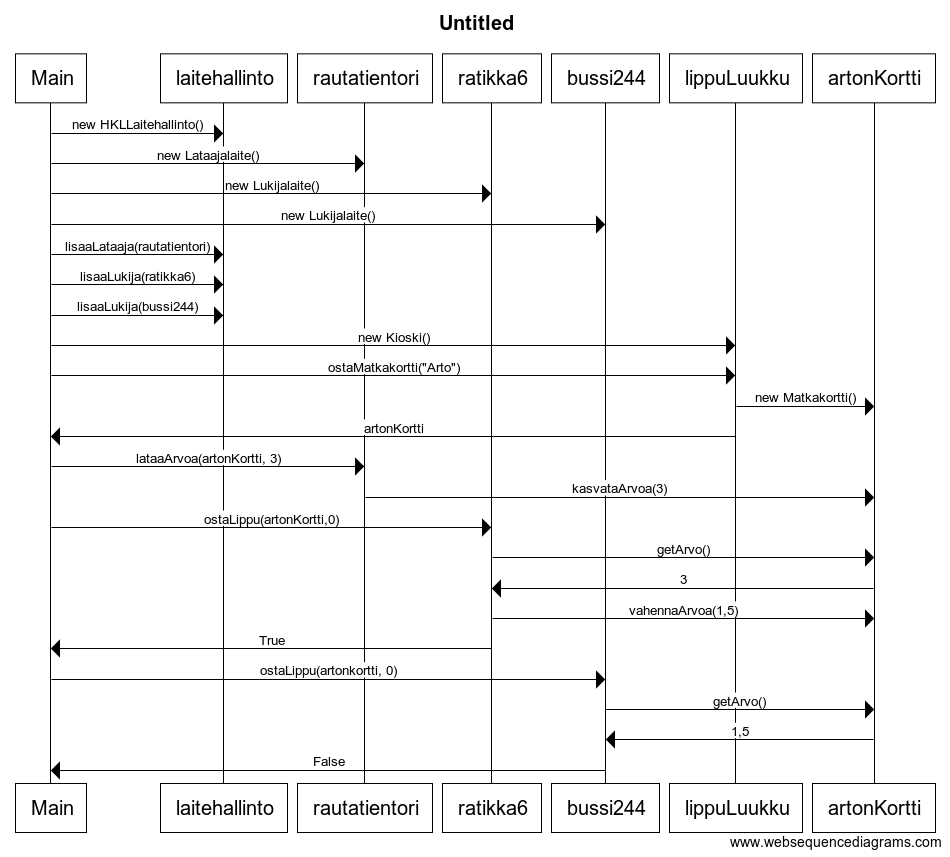 Untitled
Main laitehallinto rautatientori ratikka6 bussi244 lippuLuukku artonKortti
new HKLLaitehallinto()
new Lataajalaite()
new Lukijalaite()
new Lukijalaite()
lisaaLataaja(rautatientori)
lisaaLukija(ratikka6)
lisaaLukija(bussi244)
new Kioski()
ostaMatkakortti("Arto")
new Matkakortti()
artonKortti
lataaArvoa(artonKortti, 3)
kasvataArvoa(3)
ostaLippu(artonKortti,0)
getArvo()
3
vahennaArvoa(1,5)
True
ostaLippu(artonkortti, 0)
getArvo()
1,5
False
Main laitehallinto rautatientori ratikka6 bussi244 lippuLuukku artonKortti
www.websequencediagrams.com